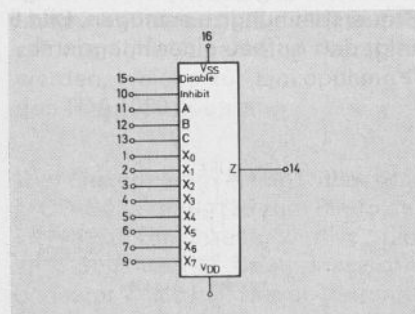 16
VSS
15 Disable
10 Inhibit
11 A
12 B
13 C
1 X0
2 X1
3 X2
4 X3
5 X4
6 X5
7 X6
9 X7
Z 14
VDD